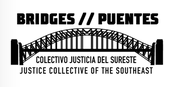 BRIDGES // PUENTES
COLECTIVO JUSTICIA DEL SURESTE
JUSTICE COLLECTIVE OF THE SOUTHEAST